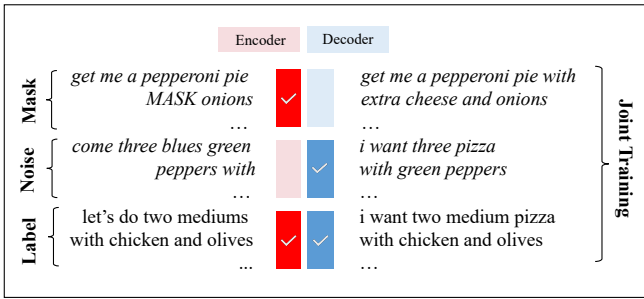 Encoder Decoder
Mask
get me a pepperoni pie
MASK onions
...
get me a pepperoni pie with
extra cheese and onions
...
Noise
come three blues green
peppers with
...
i want three pizza
with green peppers
...
Label
let's do two mediums
with chicken and olives
...
i want two medium pizza
with chicken and olives
...
Joint Training